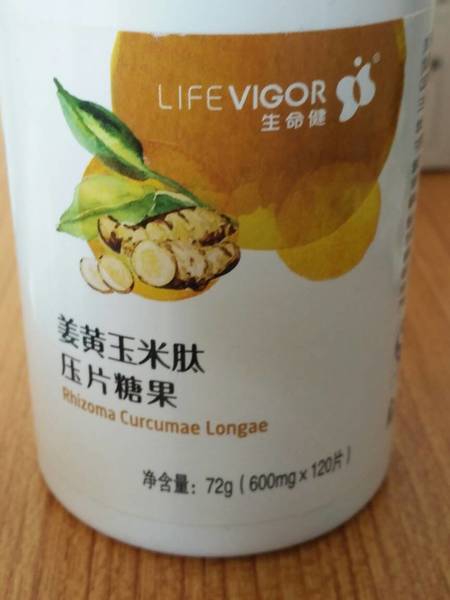 LIFEVIGOR
生命健
姜黄玉米肽
压片糖果
Rhizoma Curcumae Longae
净含量：72g（600mg×120片）